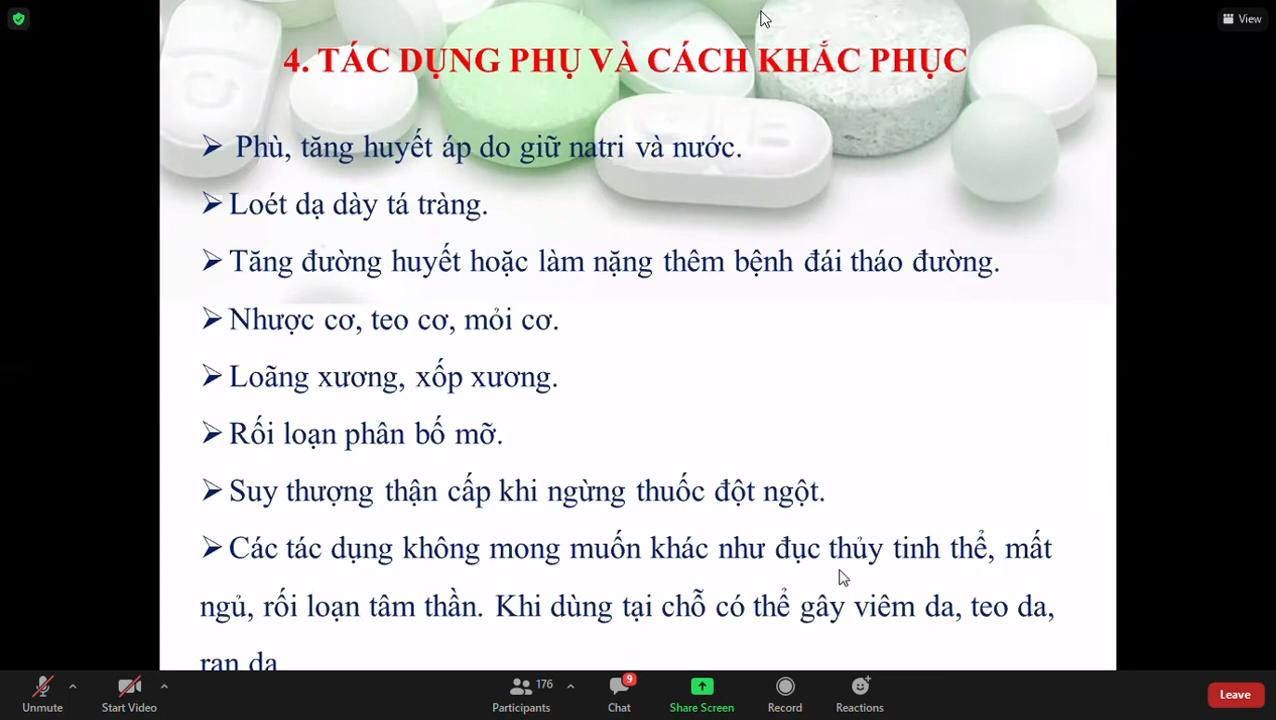 View
4. TÁC DỤNG PHỤ VÀ CÁCH KHẮC PHỤC
➢ Phù, tăng huyết áp do giữ natri và nước.
➢ Loét dạ dày tá tràng.
➢ Tăng đường huyết hoặc làm nặng thêm bệnh đái tháo đường.
➢ Nhược cơ, teo cơ, mỏi cơ.
➢ Loãng xương, xốp xương.
➢ Rối loạn phân bố mỡ.
➢ Suy thượng thận cấp khi ngừng thuốc đột ngột.
➢ Các tác dụng không mong muốn khác như đục thủy tinh thể, mất
ngủ, rối loạn tâm thần. Khi dùng tại chỗ có thể gây viêm da, teo da,
Unmute Start Video Participants 176 Chat 9 Share Screen Record Reactions Leave